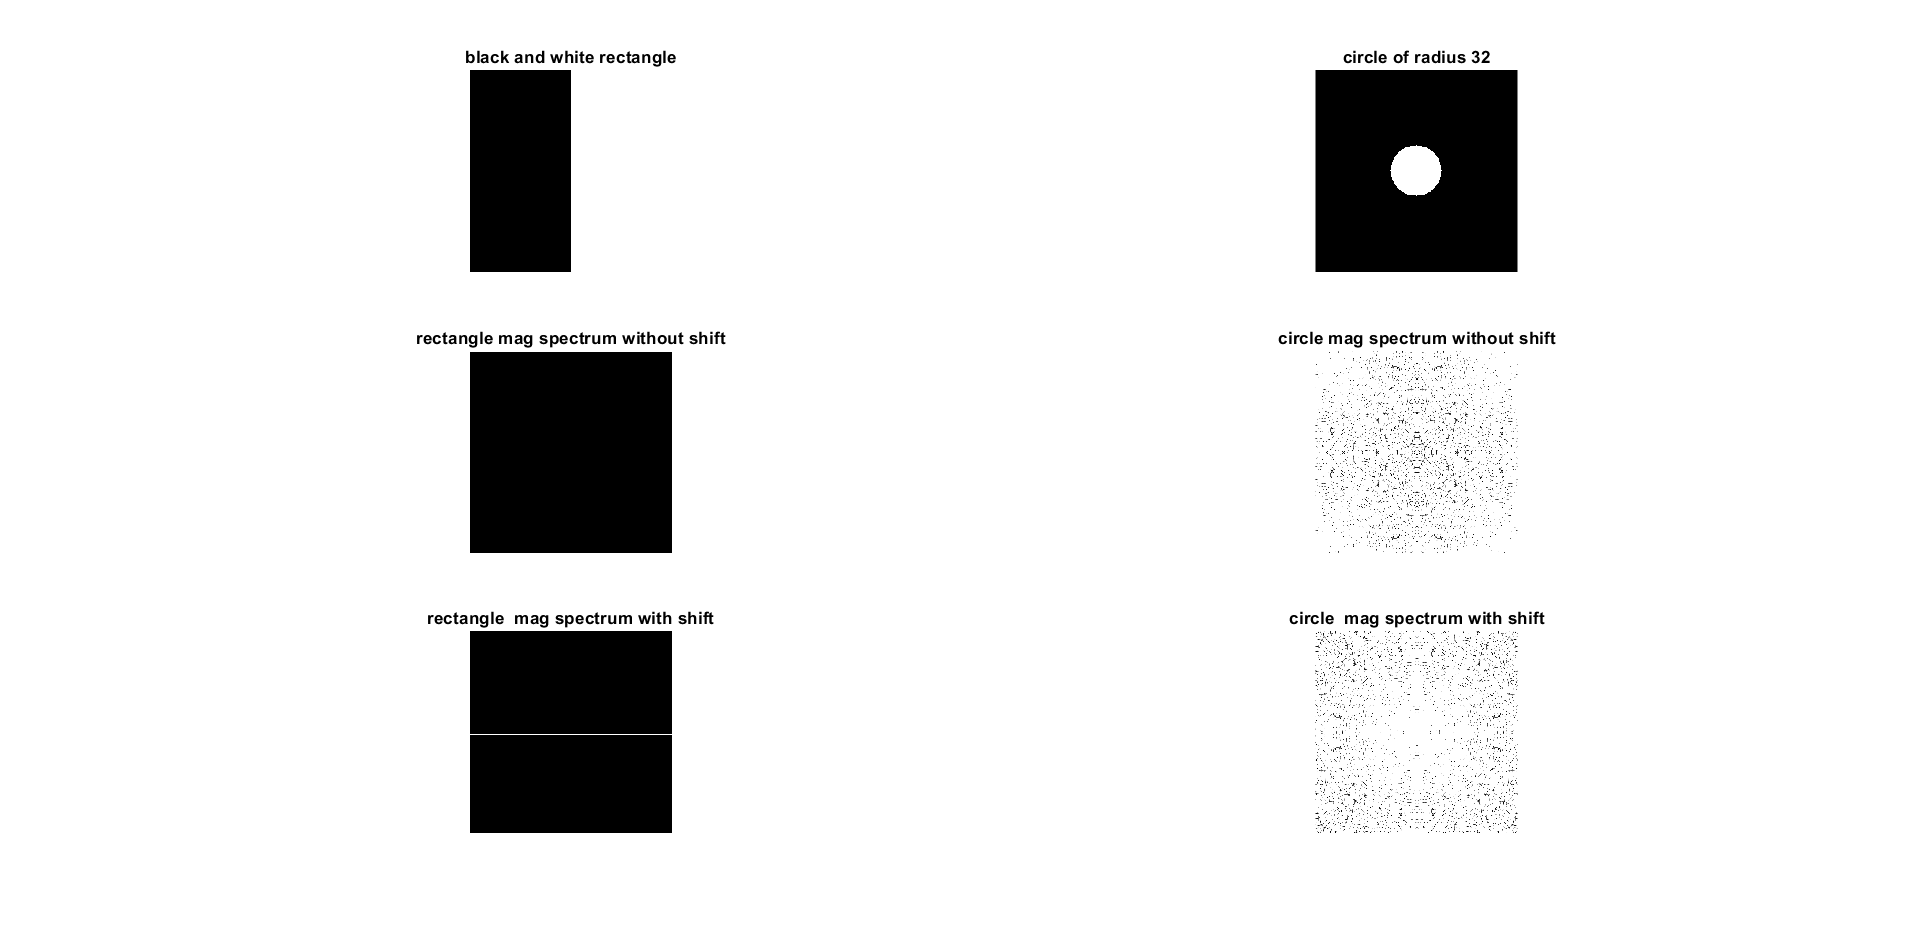 black and white rectangle
circle of radius 32
rectangle mag spectrum without shift
circle mag spectrum without shift
rectangle  mag spectrum with shift
circle  mag spectrum with shift